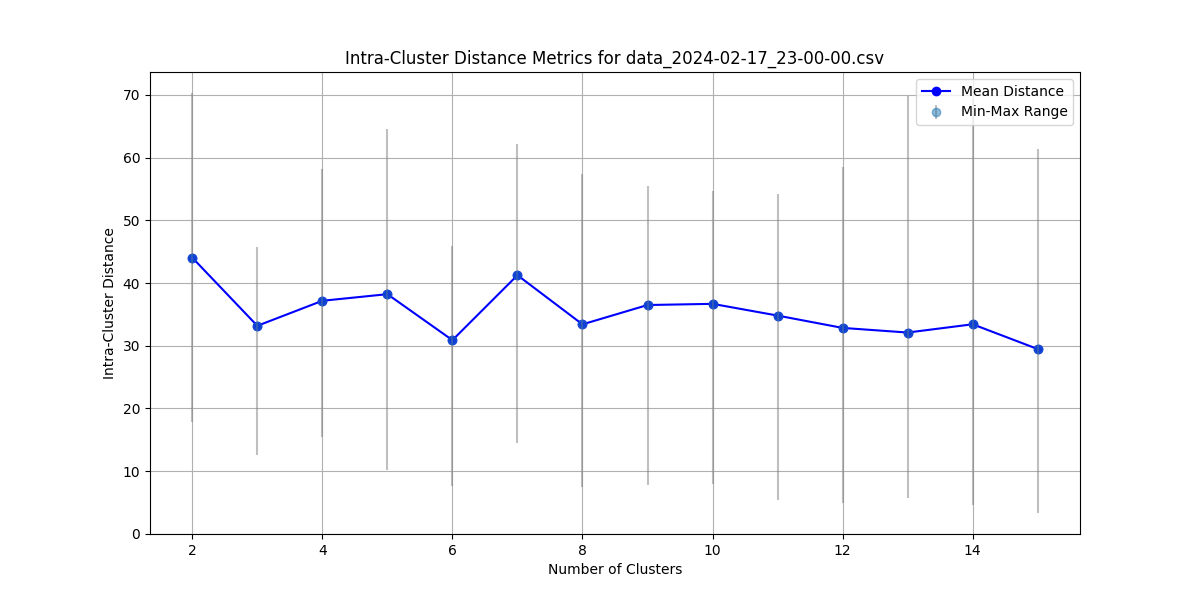 Intra-Cluster Distance Metrics for data_2024-02-17_23-00-00.csv
Mean Distance
Min-Max Range
70
60
50
40
30
20
10
0
Intra-Cluster Distance
2 4 6 8 10 12 14
Number of Clusters